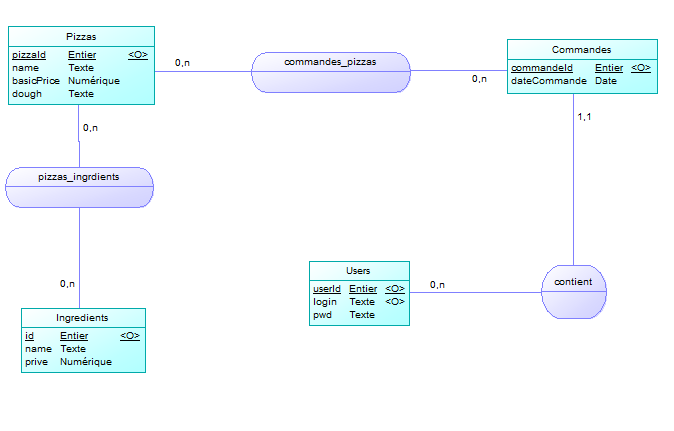 Pizzas
pizzaId Entier <O>
name Texte
basicPrice Numérique
dough Texte
0,n
commandes_pizzas
0,n
Commandes
commandeId Entier <O>
dateCommande Date
1,1
0,n
pizzas_ingrdients
0,n
Ingredients
id Entier <O>
name Texte
prive Numérique
Users
userId Entier <O>
login Texte <O>
pwd Texte
0,n
contient